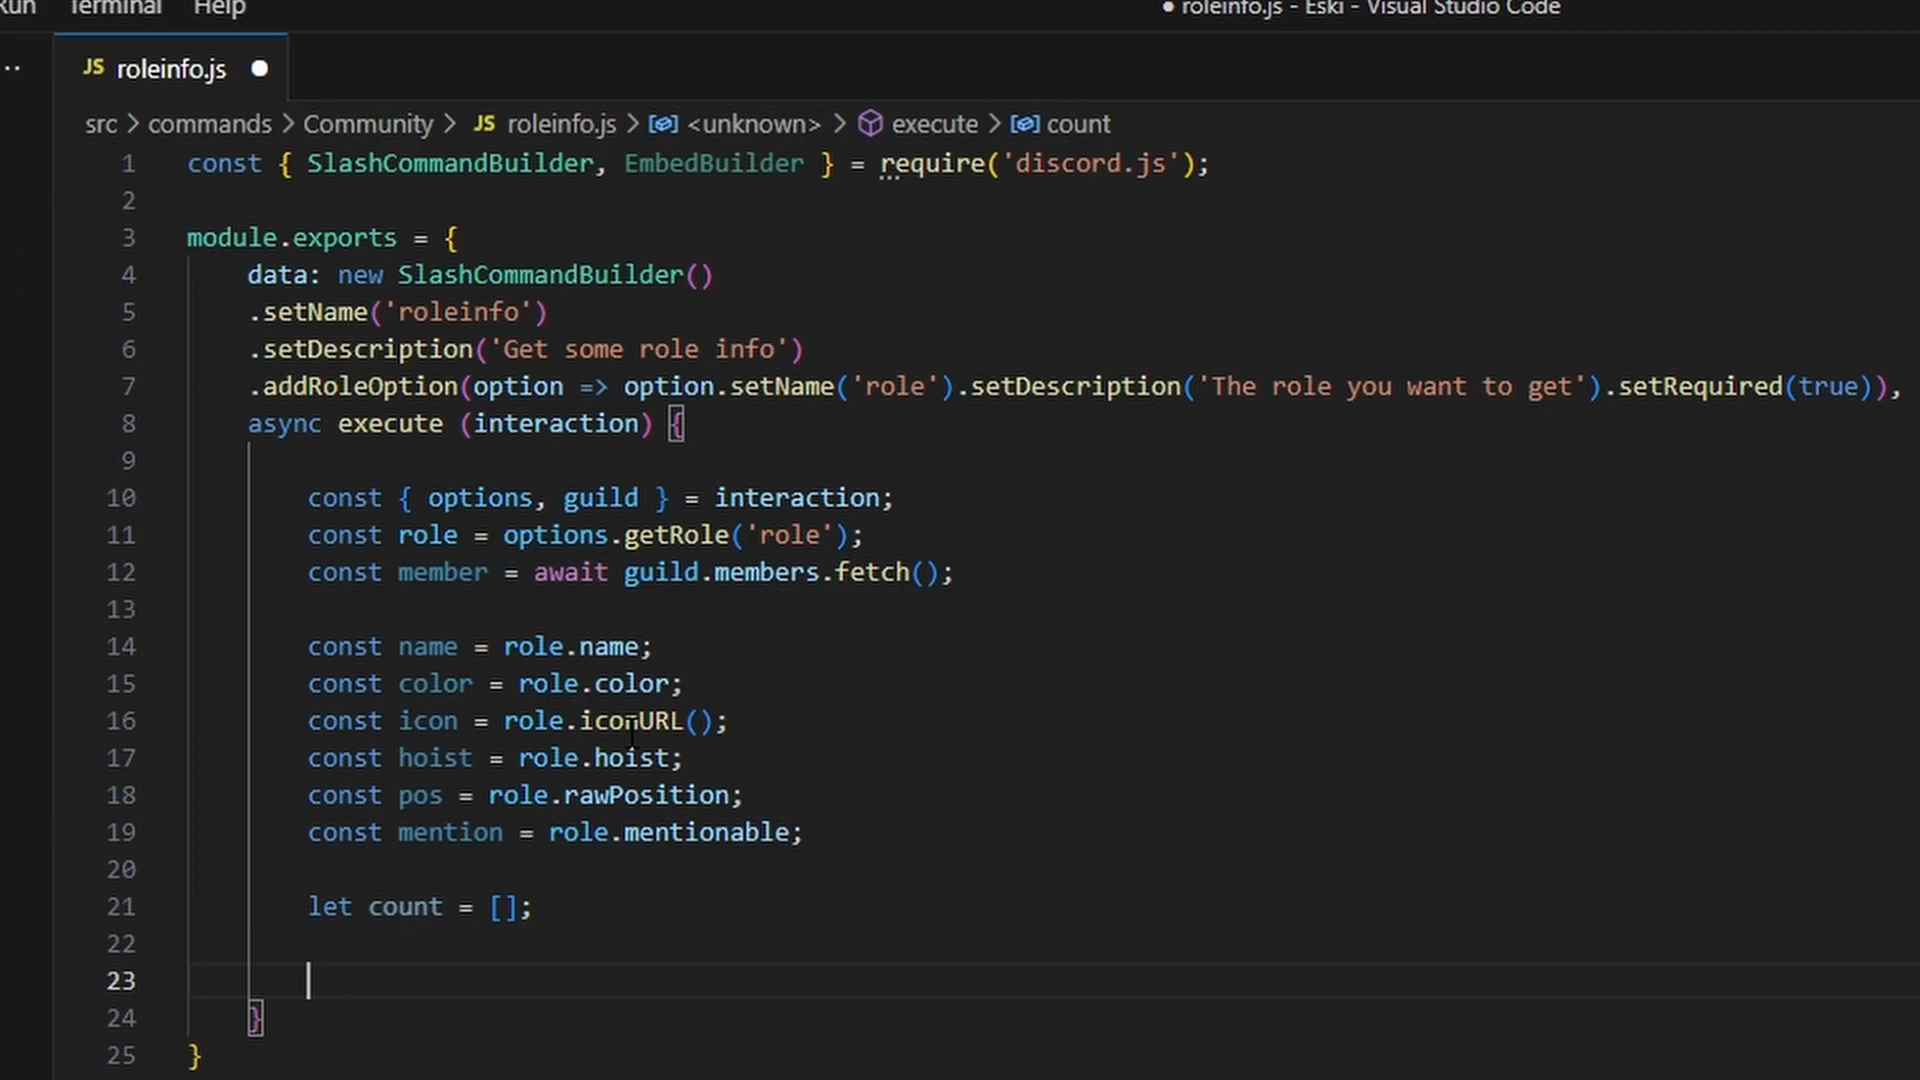 Run Terminal Help ● roleinfo.js - Eski - Visual Studio Code
JS roleinfo.js ●
src > commands > Community > JS roleinfo.js > <unknown> > execute > count
1 const { SlashCommandBuilder, EmbedBuilder } = require('discord.js');
2
3 module.exports = {
4 data: new SlashCommandBuilder()
5 .setName('roleinfo')
6 .setDescription('Get some role info')
7 .addRoleOption(option => option.setName('role').setDescription('The role you want to get').setRequired(true)),
8 async execute (interaction) {
9
10 const { options, guild } = interaction;
11 const role = options.getRole('role');
12 const member = await guild.members.fetch();
13
14 const name = role.name;
15 const color = role.color;
16 const icon = role.iconURL();
17 const hoist = role.hoist;
18 const pos = role.rawPosition;
19 const mention = role.mentionable;
20
21 let count = [];
22
23
24 }
25 }